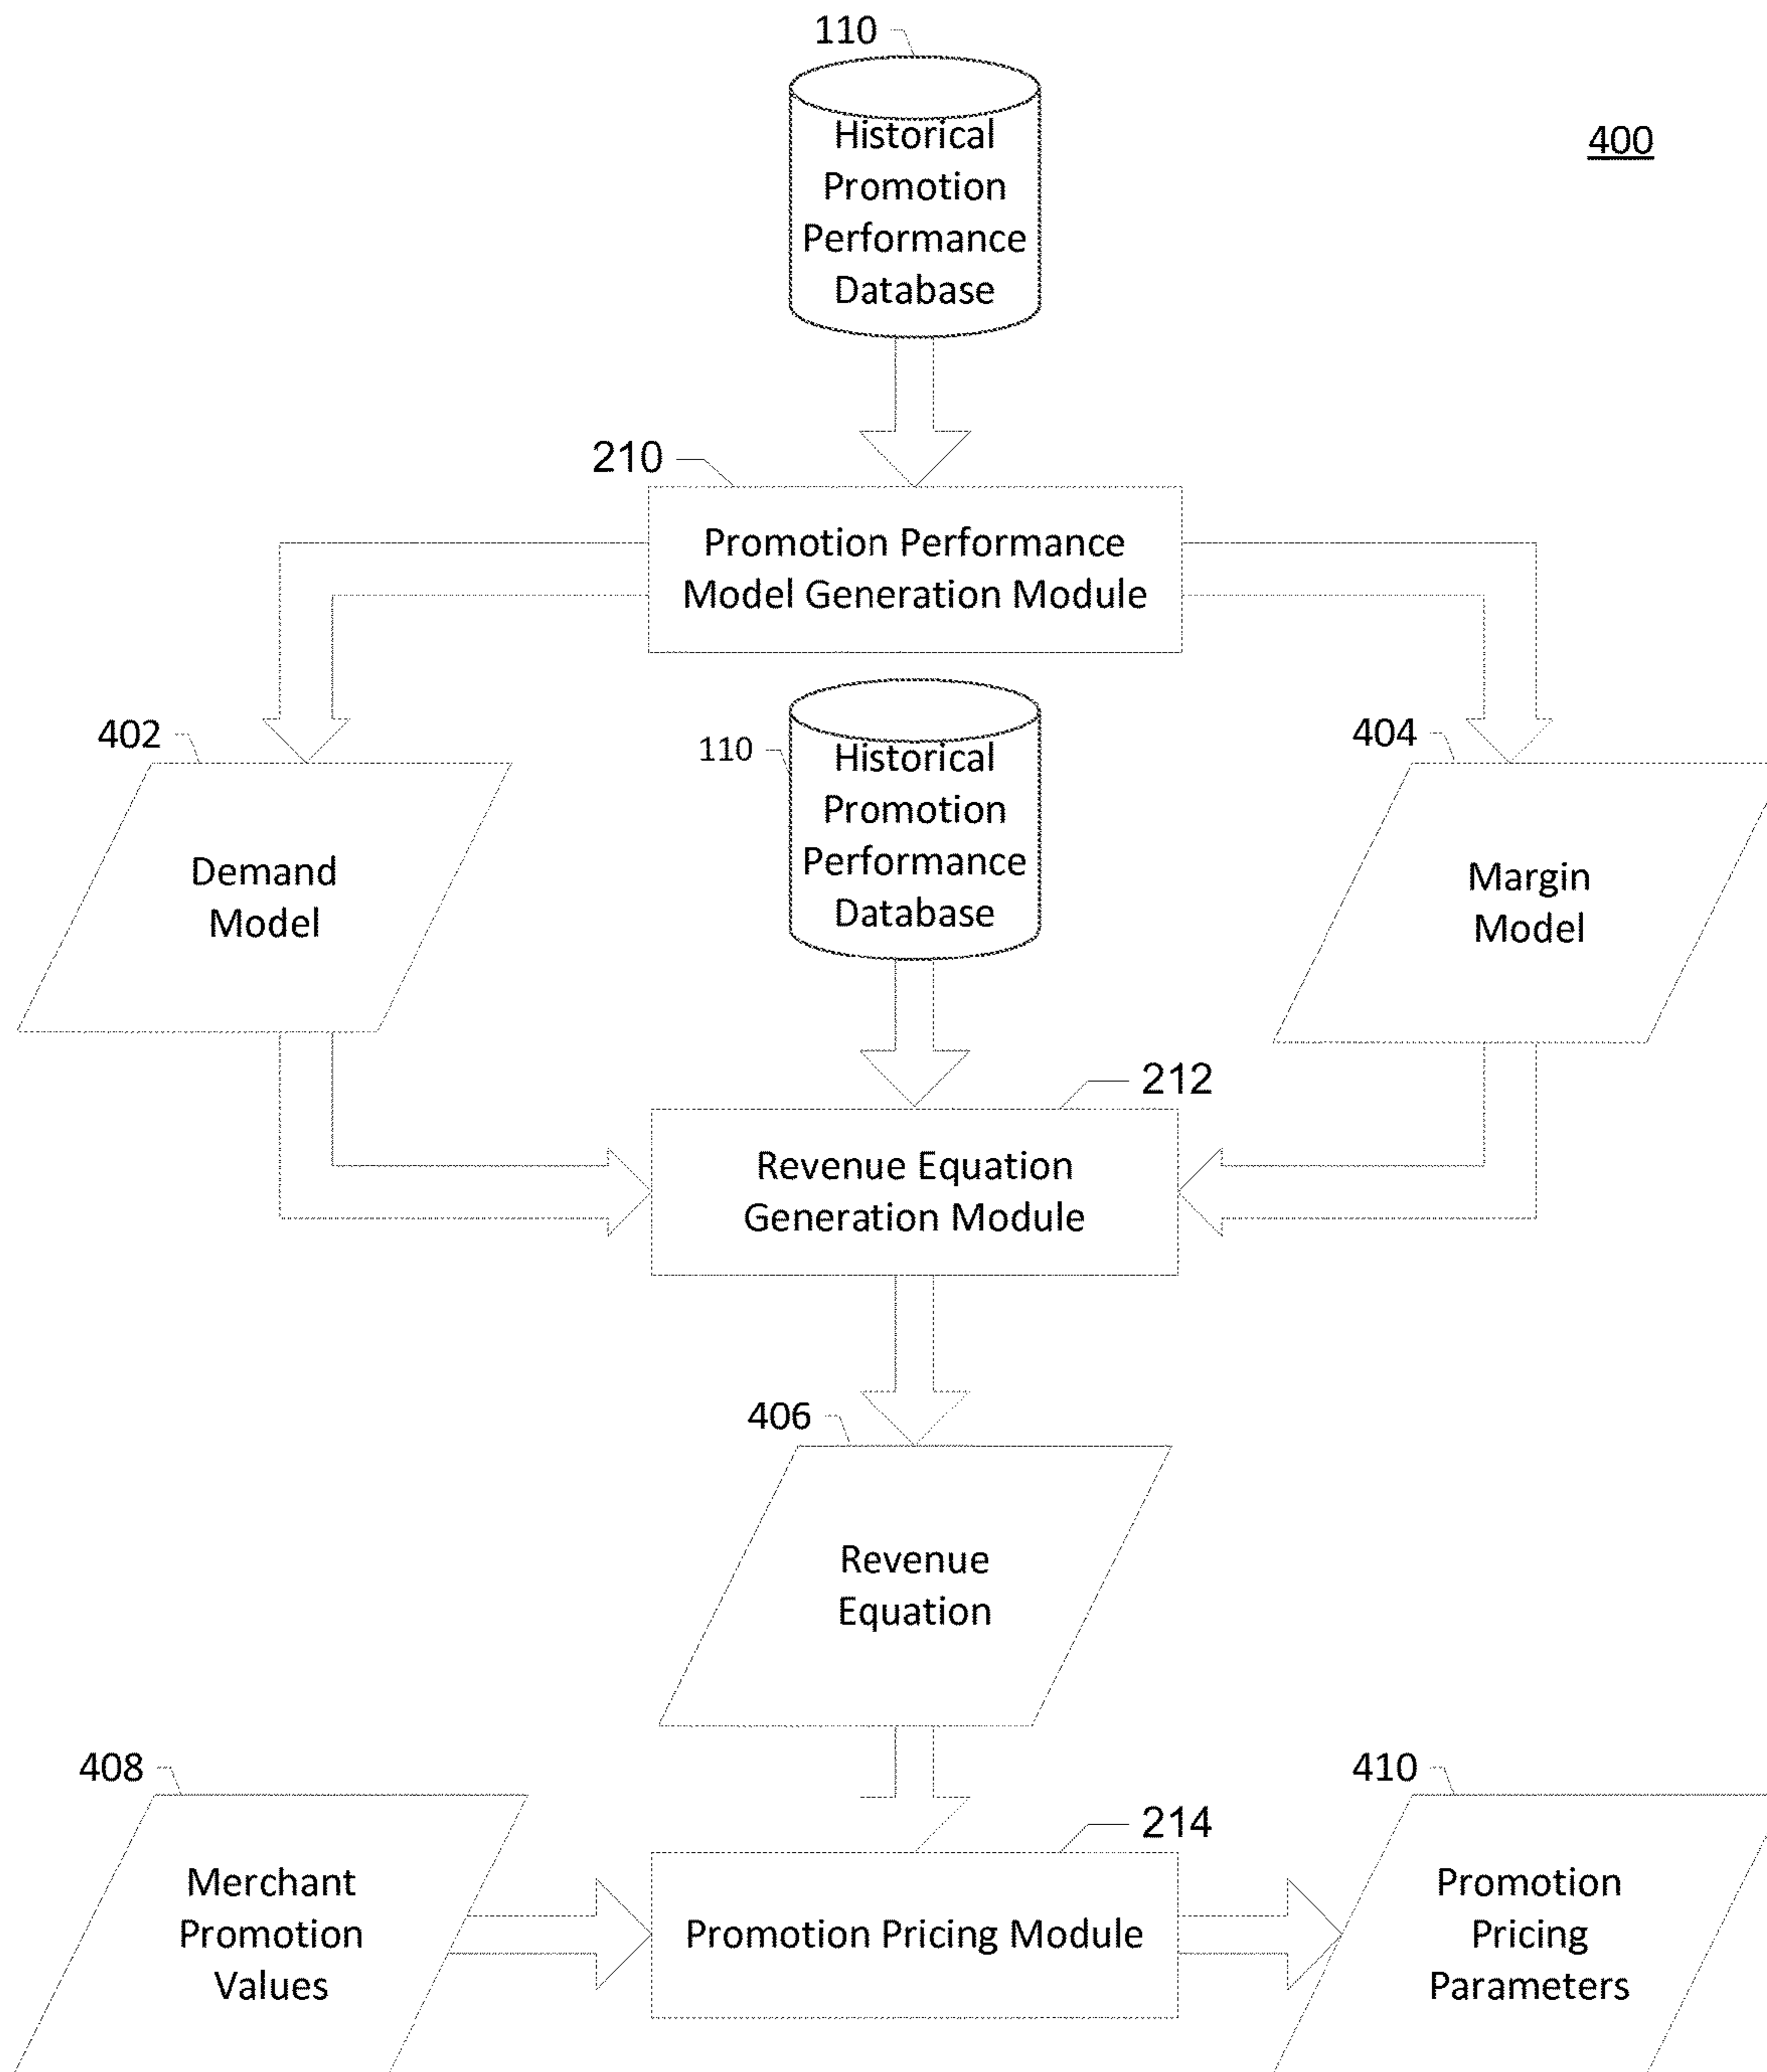 110
Historical
Promotion
Performance
Database
400
210
Promotion Performance
Model Generation Module
402
Demand
Model
110
Historical
Promotion
Performance
Database
404
Margin
Model
212
Revenue Equation
Generation Module
406
Revenue
Equation
408
Merchant
Promotion
Values
214
Promotion Pricing Module
410
Promotion
Pricing
Parameters